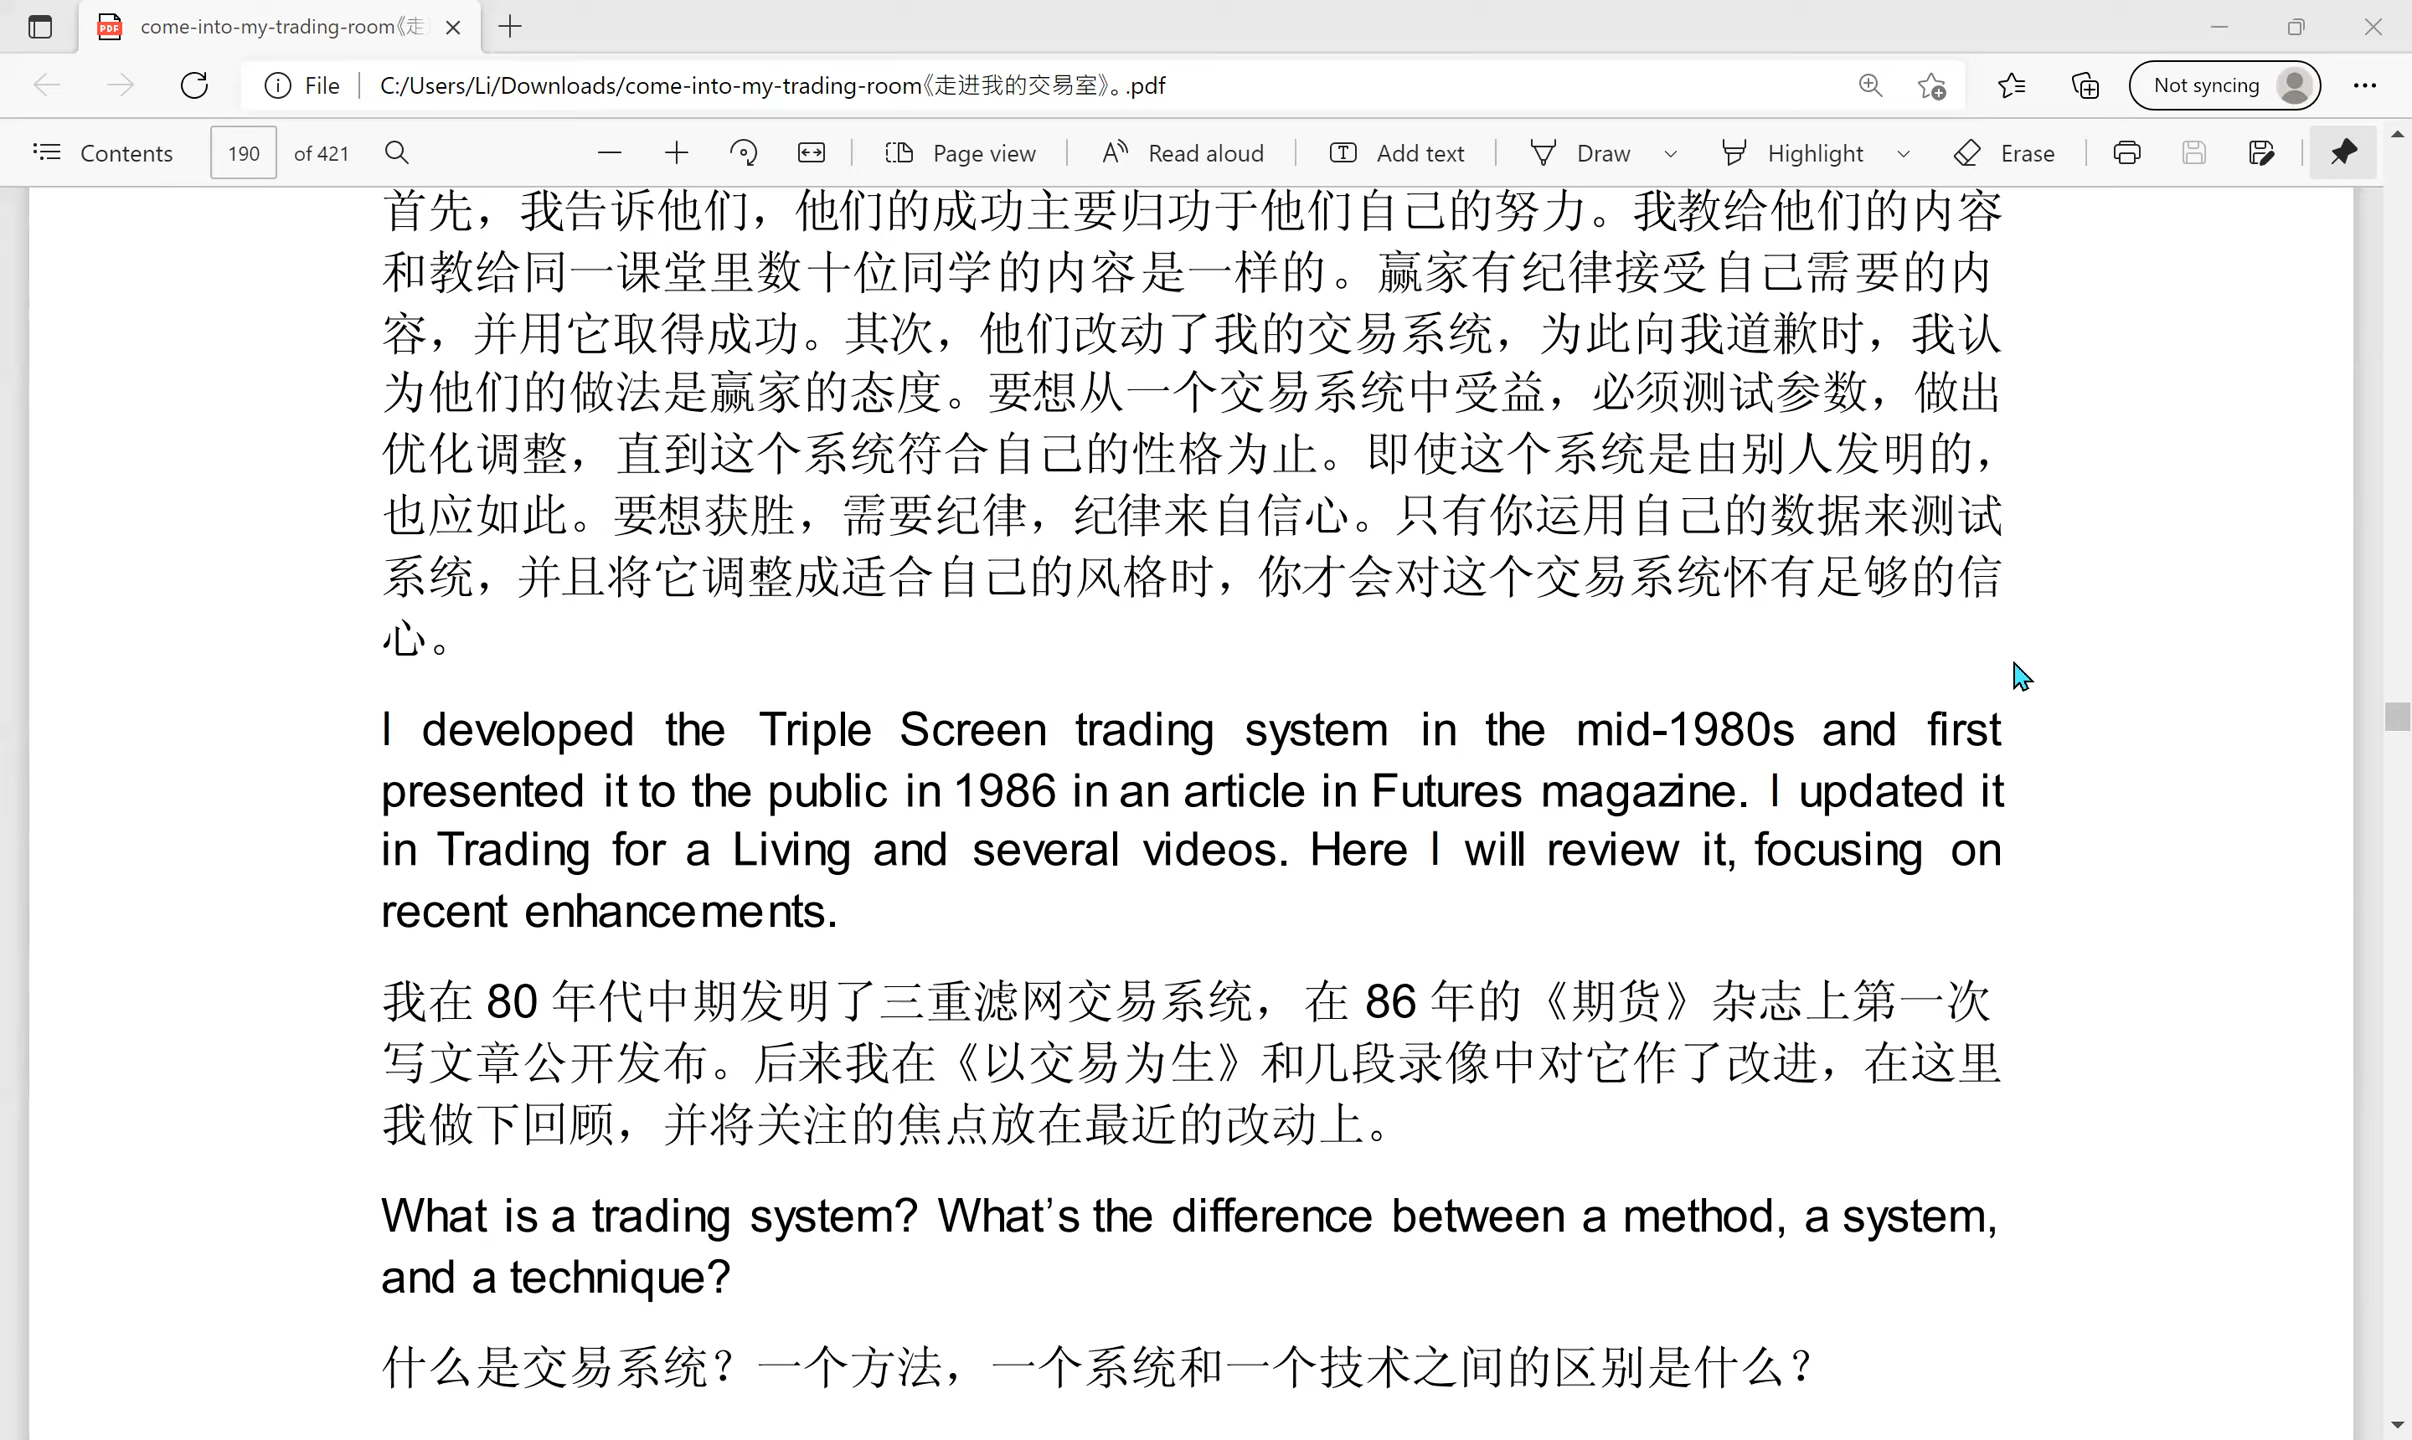 come-into-my-trading-room《走
File
C:/Users/Li/Downloads/come-into-my-trading-room《走进我的交易室》。.pdf
Not syncing
Contents
190
of 421
Page view
Read aloud
Add text
Draw
Highlight
Erase
首先，我告诉他们，他们的成功主要归功于他们自己的努力。我教给他们的内容
和教给同一课堂里数十位同学的内容是一样的。赢家有纪律接受自己需要的内
容，并用它取得成功。其次，他们改动了我的交易系统，为此向我道歉时，我认
为他们的做法是赢家的态度。要想从一个交易系统中受益，必须测试参数，做出
优化调整，直到这个系统符合自己的性格为止。即使这个系统是由别人发明的，
也应如此。要想获胜，需要纪律，纪律来自信心。只有你运用自己的数据来测试
系统，并且将它调整成适合自己的风格时，你才会对这个交易系统怀有足够的信
心。
I developed the Triple Screen trading system in the mid-1980s and first
presented it to the public in 1986 in an article in Futures magazine. I updated it
in Trading for a Living and several videos. Here I will review it, focusing on
recent enhancements.
我在 80 年代中期发明了三重滤网交易系统，在 86 年的《期货》杂志上第一次
写文章公开发布。后来我在《以交易为生》和几段录像中对它作了改进，在这里
我做下回顾，并将关注的焦点放在最近的改动上。
What is a trading system? What’s the difference between a method, a system,
and a technique?
什么是交易系统？一个方法，一个系统和一个技术之间的区别是什么？